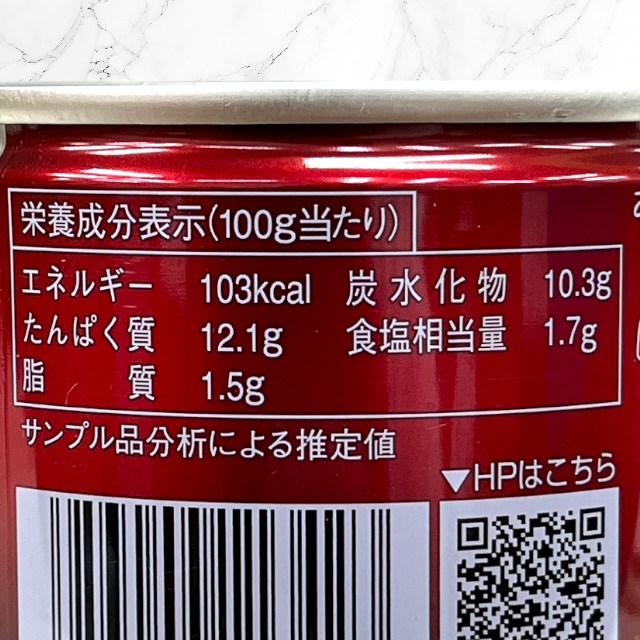 栄養成分表示(100g当たり)
エネルギー 103kcal 炭水化物 10.3g
たんぱく質 12.1g 食塩相当量 1.7g
脂質 1.5g
サンプル品分析による推定値
▼HPはこちら